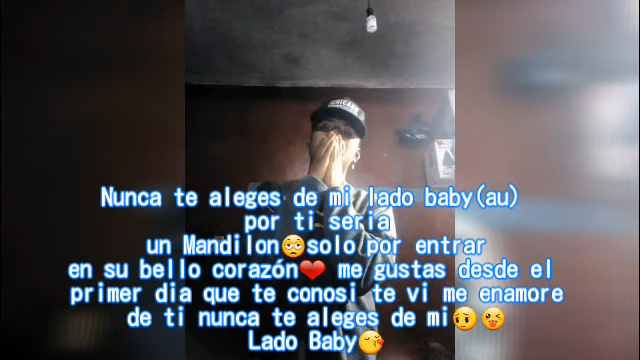 Nunca te aleges de mi lado baby(au)
por ti seria
un Mandilon🥺solo por entrar
en su bello corazón❤️ me gustas desde el
primer dia que te conosi te vi me enamore
de ti nunca te aleges de mi🤨😜
Lado Baby😚